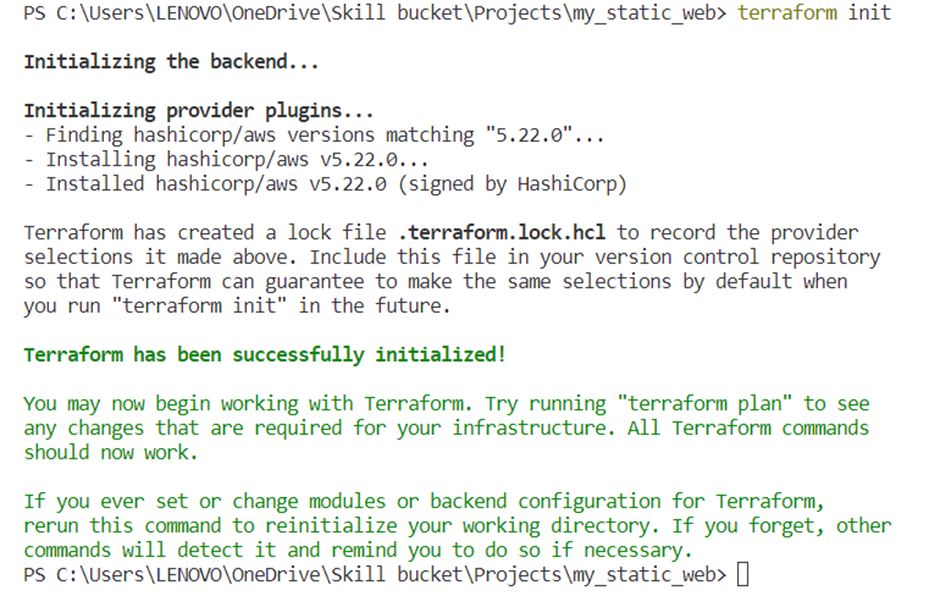 PS C:\Users\LENOVO\OneDrive\Skill bucket\Projects\my_static_web> terraform init
Initializing the backend...
Initializing provider plugins...
- Finding hashicorp/aws versions matching "5.22.0"...
- Installing hashicorp/aws v5.22.0...
- Installed hashicorp/aws v5.22.0 (signed by HashiCorp)
Terraform has created a lock file .terraform.lock.hcl to record the provider
selections it made above. Include this file in your version control repository
so that Terraform can guarantee to make the same selections by default when
you run "terraform init" in the future.
Terraform has been successfully initialized!
You may now begin working with Terraform. Try running "terraform plan" to see
any changes that are required for your infrastructure. All Terraform commands
should now work.
If you ever set or change modules or backend configuration for Terraform,
rerun this command to reinitialize your working directory. If you forget, other
commands will detect it and remind you to do so if necessary.
PS C:\Users\LENOVO\OneDrive\Skill bucket\Projects\my_static_web>